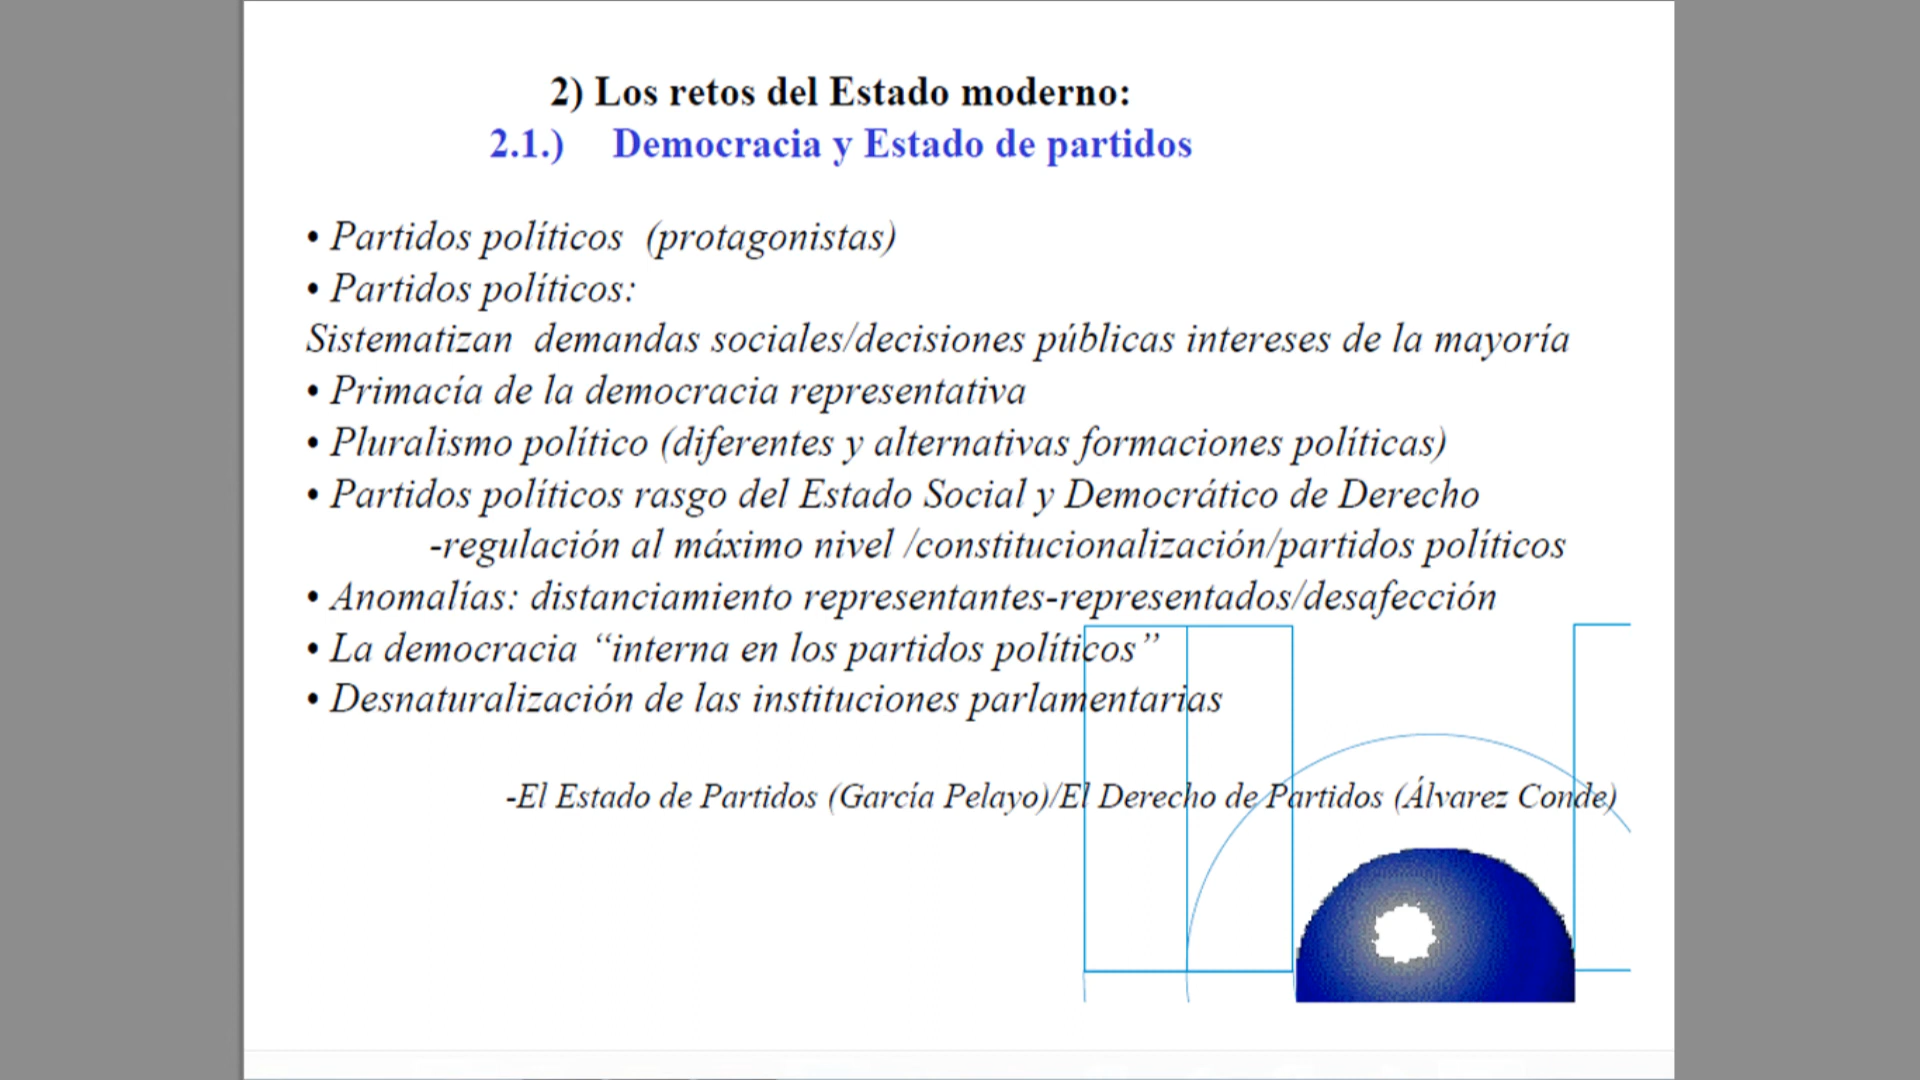 2) Los retos del Estado moderno:
2.1.) Democracia y Estado de partidos
• Partidos políticos (protagonistas)
• Partidos políticos:
Sistematizan demandas sociales/decisiones públicas intereses de la mayoría
• Primacía de la democracia representativa
• Pluralismo político (diferentes y alternativas formaciones políticas)
• Partidos políticos rasgo del Estado Social y Democrático de Derecho
-regulación al máximo nivel /constitucionalización/partidos políticos
• Anomalías: distanciamiento representantes-representados/desafección
• La democracia “interna en los partidos políticos”
• Desnaturalización de las instituciones parlamentarias
-El Estado de Partidos (García Pelayo)/El Derecho de Partidos (Álvarez Conde)